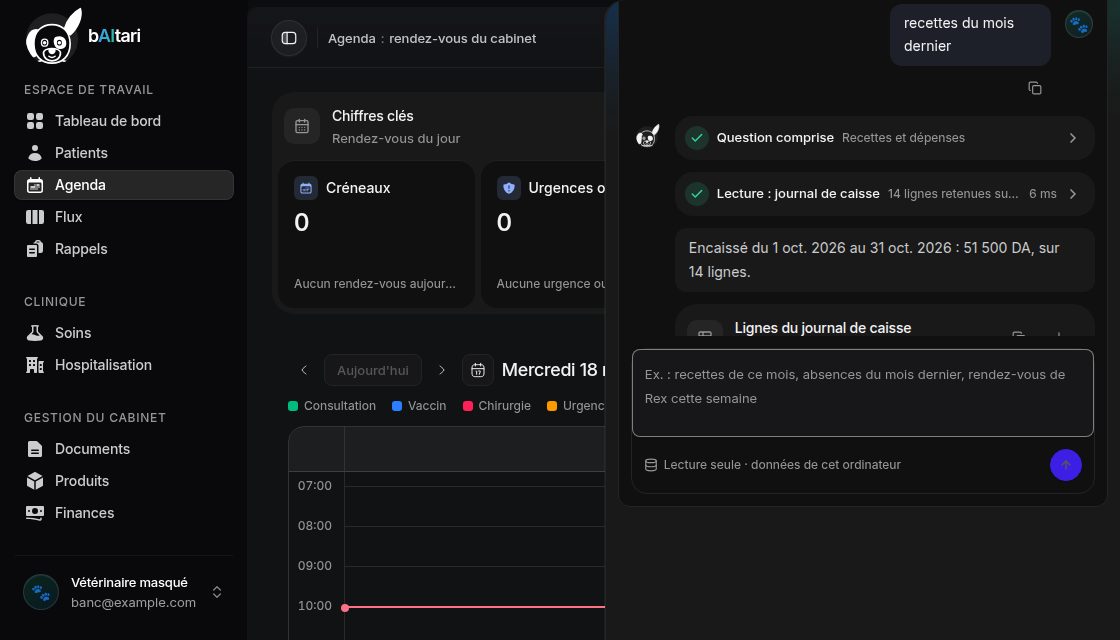 bAItari
ESPACE DE TRAVAIL
Tableau de bord
Patients
Agenda
Flux
Rappels
CLINIQUE
Soins
Hospitalisation
GESTION DU CABINET
Documents
Produits
Finances
Vétérinaire masqué
banc@example.com
Agenda : rendez-vous du cabinet
Chiffres clés
Rendez-vous du jour
Créneaux
0
Aucun rendez-vous aujour...
Urgences
0
Aucune urgence
Aujourd'hui
17
Mercredi 18
Consultation
Vaccin
Chirurgie
07:00
08:00
09:00
10:00
recettes du mois
dernier
Question comprise Recettes et dépenses
Lecture : journal de caisse 14 lignes retenues su... 6 ms
Encaissé du 1 oct. 2026 au 31 oct. 2026 : 51 500 DA, sur
14 lignes.
Lignes du journal de caisse
Ex. : recettes de ce mois, absences du mois dernier, rendez-vous de
Rex cette semaine
Lecture seule · données de cet ordinateur